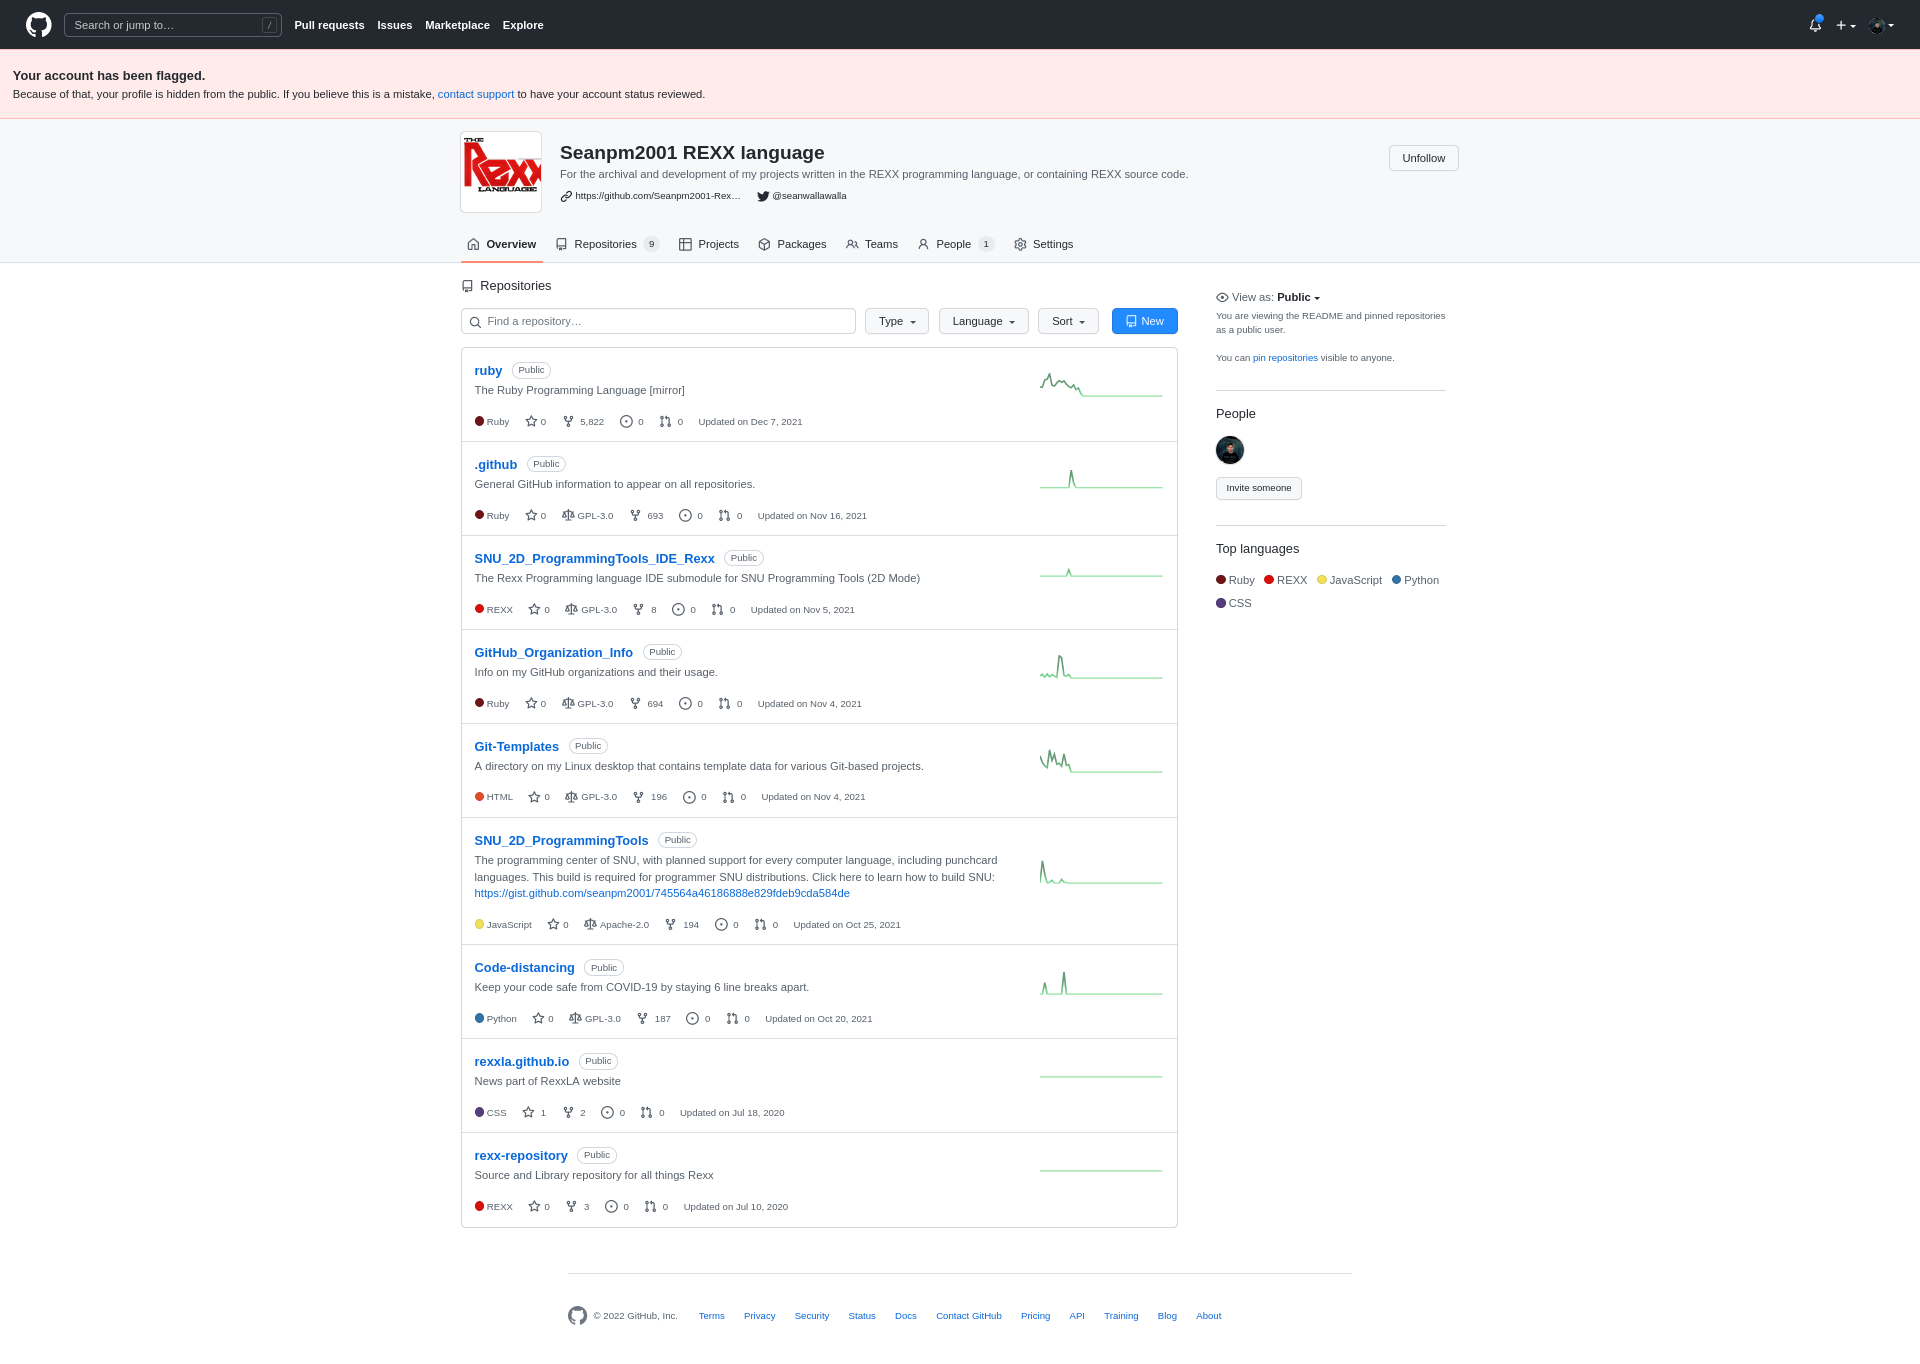 Search or jump to…
/
Pull requests
Issues
Marketplace
Explore
Your account has been flagged.
Because of that, your profile is hidden from the public. If you believe this is a mistake, contact support to have your account status reviewed.
THE
Rexx
LANGUAGE
Seanpm2001 REXX language
For the archival and development of my projects written in the REXX programming language, or containing REXX source code.
https://github.com/Seanpm2001-Rex…
@seanwallawalla
Unfollow
Overview
Repositories 9
Projects
Packages
Teams
People 1
Settings
Repositories
Find a repository…
Type
Language
Sort
New
ruby Public
The Ruby Programming Language [mirror]
Ruby 0 5,822 0 0 Updated on Dec 7, 2021
.github Public
General GitHub information to appear on all repositories.
Ruby 0 GPL-3.0 693 0 0 Updated on Nov 16, 2021
SNU_2D_ProgrammingTools_IDE_Rexx Public
The Rexx Programming language IDE submodule for SNU Programming Tools (2D Mode)
REXX 0 GPL-3.0 8 0 0 Updated on Nov 5, 2021
GitHub_Organization_Info Public
Info on my GitHub organizations and their usage.
Ruby 0 GPL-3.0 694 0 0 Updated on Nov 4, 2021
Git-Templates Public
A directory on my Linux desktop that contains template data for various Git-based projects.
HTML 0 GPL-3.0 196 0 0 Updated on Nov 4, 2021
SNU_2D_ProgrammingTools Public
The programming center of SNU, with planned support for every computer language, including punchcard
languages. This build is required for programmer SNU distributions. Click here to learn how to build SNU:
https://gist.github.com/seanpm2001/745564a46186888e829fdeb9cda584de
JavaScript 0 Apache-2.0 194 0 0 Updated on Oct 25, 2021
Code-distancing Public
Keep your code safe from COVID-19 by staying 6 line breaks apart.
Python 0 GPL-3.0 187 0 0 Updated on Oct 20, 2021
rexxla.github.io Public
News part of RexxLA website
CSS 1 2 0 0 Updated on Jul 18, 2020
rexx-repository Public
Source and Library repository for all things Rexx
REXX 0 3 0 0 Updated on Jul 10, 2020
View as: Public
You are viewing the README and pinned repositories
as a public user.
You can pin repositories visible to anyone.
People
Invite someone
Top languages
Ruby REXX JavaScript Python
CSS
© 2022 GitHub, Inc.
Terms
Privacy
Security
Status
Docs
Contact GitHub
Pricing
API
Training
Blog
About